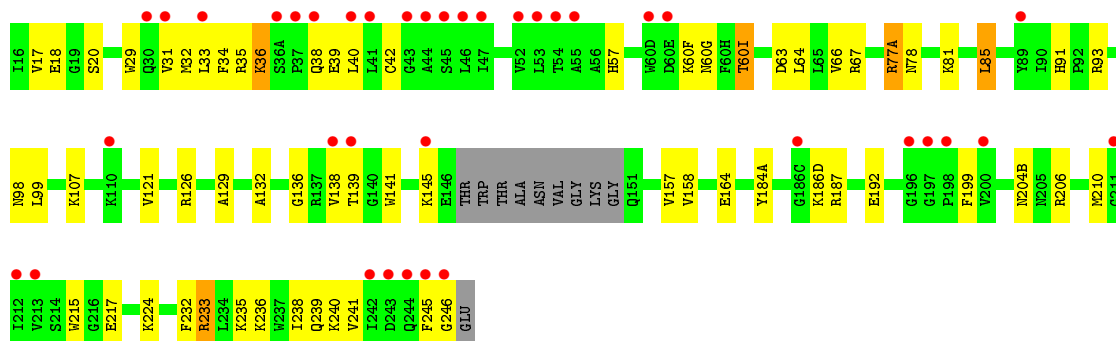 I16 V17 E18 G19 S20 W29 Q30 V31 M32 L33 F34 R35 K36 S36A P37 Q38 E39 L40 L41 C42 G43 A44 S45 L46 I47 V52 L53 T54 A55 A56 H57 W60D D60E K60F N60G F60H T60I D63 L64 L65 V66 R67 R77A N78 K81 L85 Y89 I90 H91 P92 R93
N98 L99 K107 K110 V121 R126 A129 A132 G136 R137 V138 T139 G140 W141 K145 E146 THR TRP THR ALA ASN VAL GLY LYS GLY Q151 V157 V158 E164 Y184A G186C K186D R187 E192 G196 G197 P198 F199 V200 N204B N205 R206 M210 G211
I212 V213 S214 W215 G216 E217 K224 F232 R233 L234 K235 K236 W237 I238 Q239 K240 V241 I242 D243 Q244 F245 G246 GLU